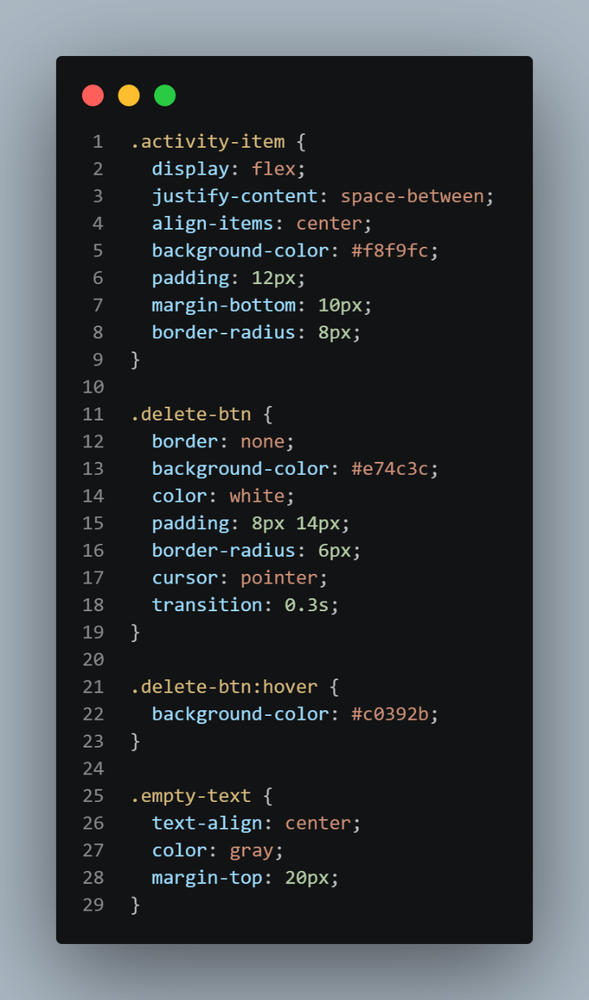 1 .activity-item {
2   display: flex;
3   justify-content: space-between;
4   align-items: center;
5   background-color: #f8f9fc;
6   padding: 12px;
7   margin-bottom: 10px;
8   border-radius: 8px;
9 }
10
11 .delete-btn {
12   border: none;
13   background-color: #e74c3c;
14   color: white;
15   padding: 8px 14px;
16   border-radius: 6px;
17   cursor: pointer;
18   transition: 0.3s;
19 }
20
21 .delete-btn:hover {
22   background-color: #c0392b;
23 }
24
25 .empty-text {
26   text-align: center;
27   color: gray;
28   margin-top: 20px;
29 }